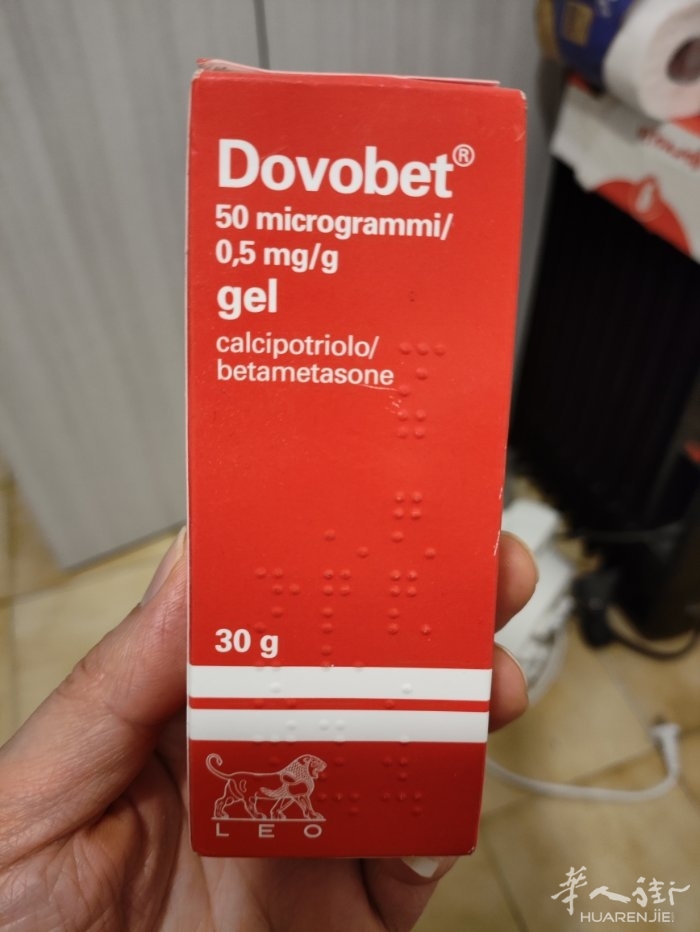 Dovobet®
50 microgrammi/
0,5 mg/g
gel
calcipotriolo/
betametasone
30 g
LEO
华人街
HUARENJIE